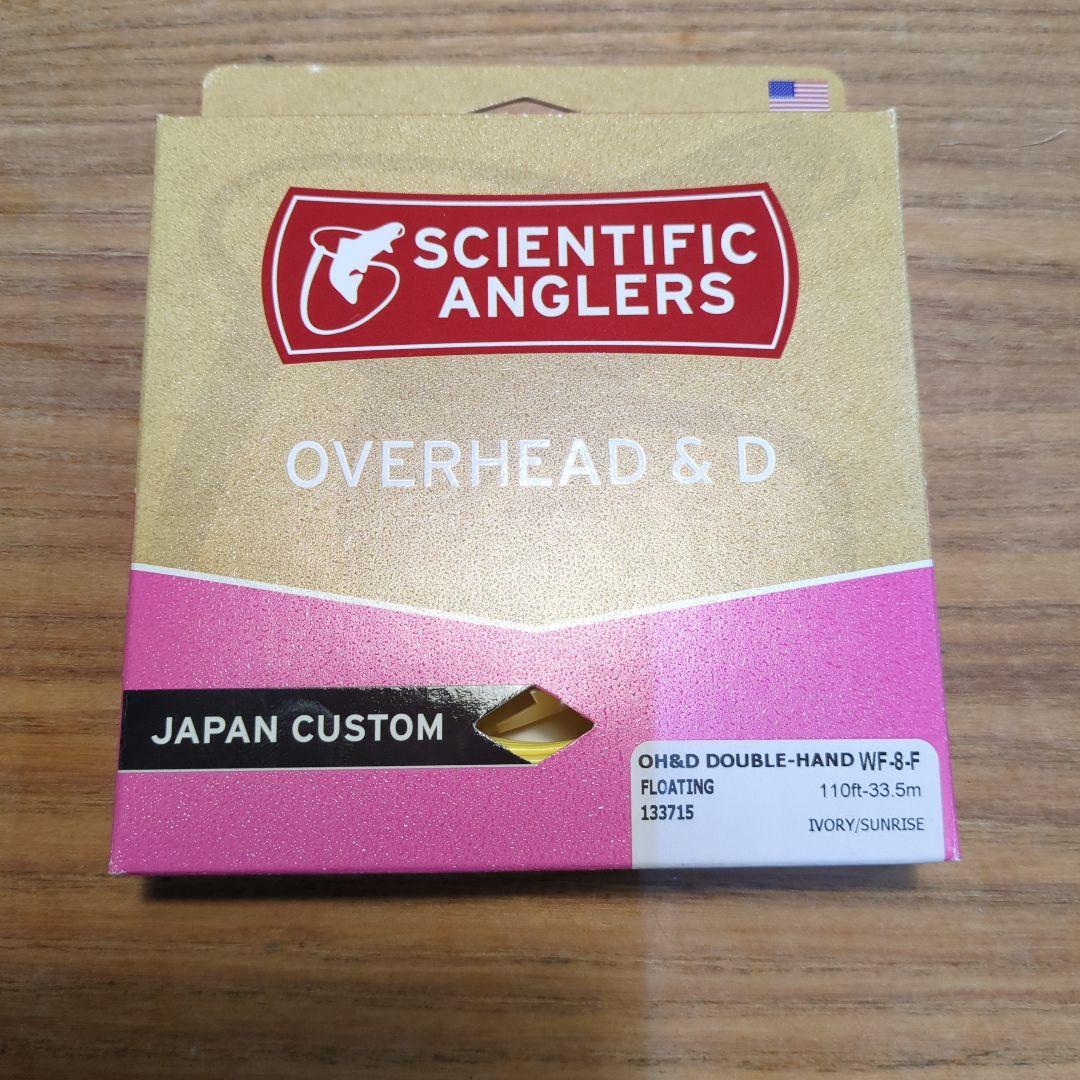 SCIENTIFIC
ANGLERS
OVERHEAD & D
JAPAN CUSTOM
OH&D DOUBLE-HAND WF-8-F
FLOATING 110ft-33.5m
133715
IVORY/SUNRISE